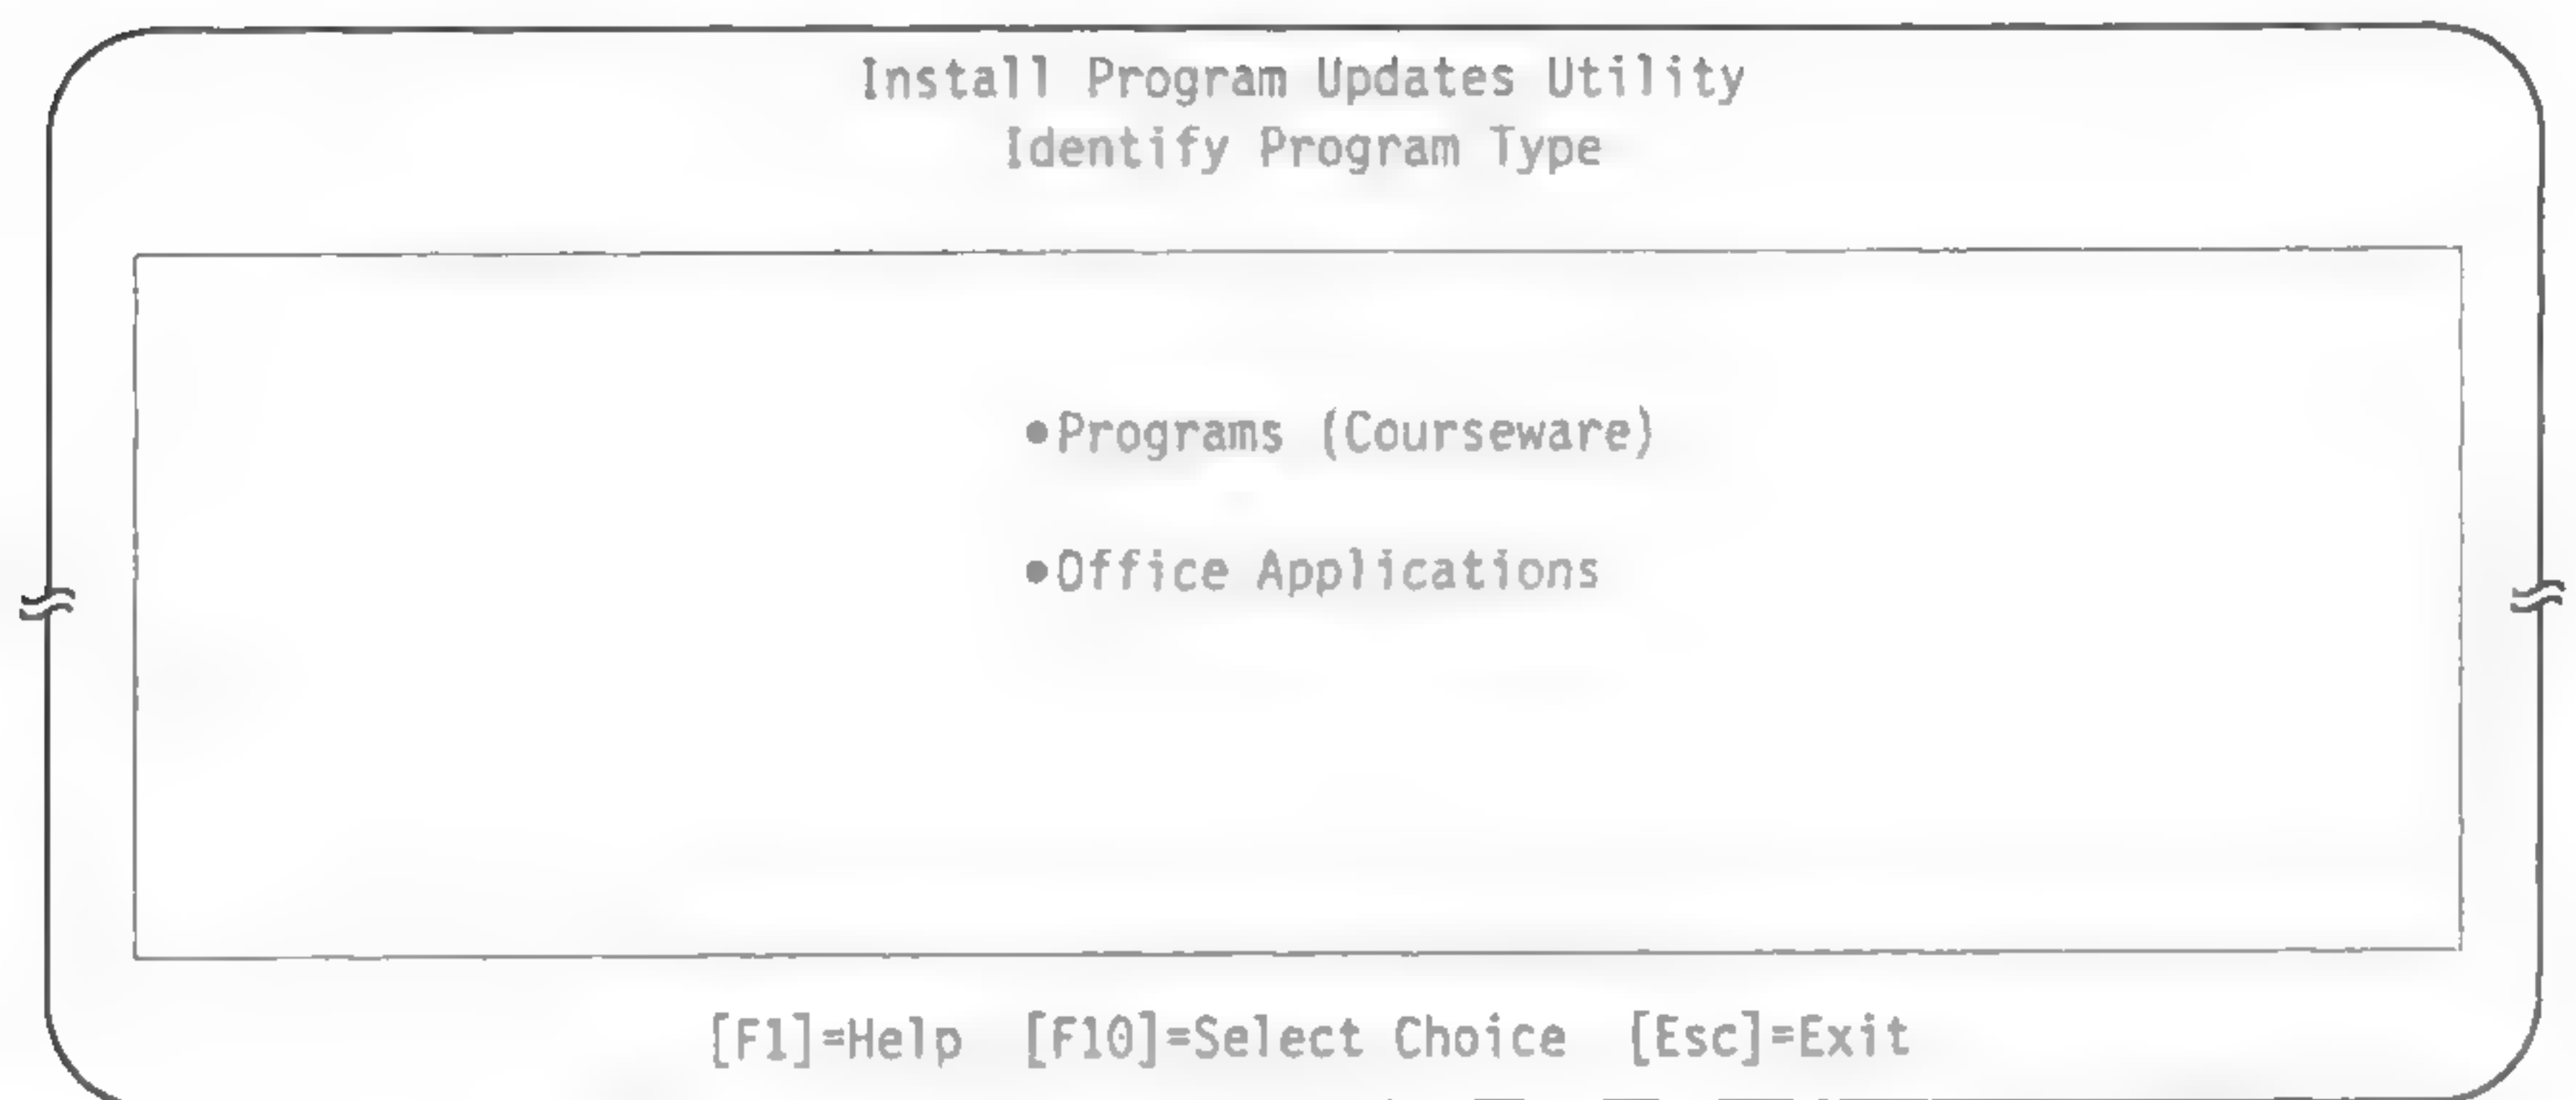 Install Program Updates Utility
Identify Program Type
•Programs (Courseware)
•Office Applications
[F1]=Help [F10]=Select Choice [Esc]=Exit